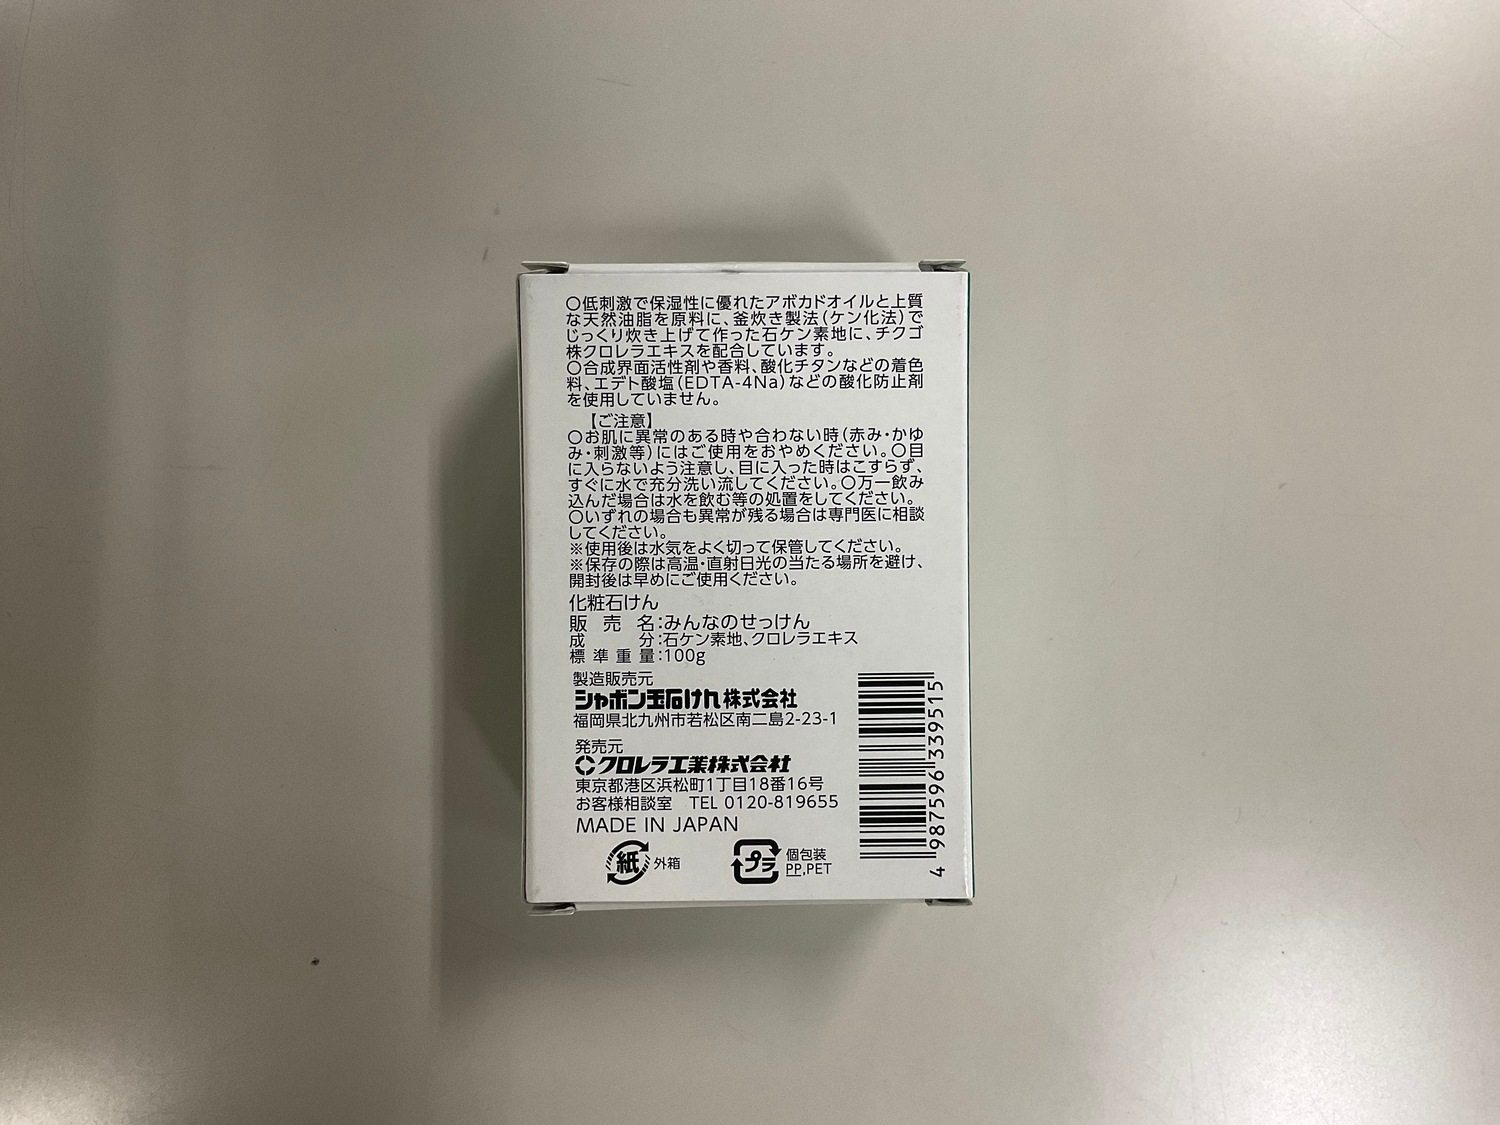 ○低刺激で保湿性に優れたアボカドオイルと上質
な天然油脂を原料に、釜炊き製法(ケン化法)で
じっくり炊き上げて作った石ケン素地に、チクゴ
株クロレラエキスを配合しています。
○合成界面活性剤や香料、酸化チタンなどの着色
料、エデト酸塩(EDTA-4Na)などの酸化防止剤
を使用していません。
【ご注意】
○お肌に異常のある時や合わない時(赤み・かゆ
み・刺激等)にはご使用をおやめください。○目
に入らないよう注意し、目に入った時はこすらず、
すぐに水で充分洗い流してください。○万一飲み
込んだ場合は水を飲む等の処置をしてください。
○いずれの場合も異常が残る場合は専門医に相談
してください。
※使用後は水気をよく切って保管してください。
※保存の際は高温・直射日光の当たる場所を避け、
開封後は早めにご使用ください。
化粧石けん
販売名:みんなのせっけん
成分:石ケン素地、クロレラエキス
標準重量:100g
製造販売元
シャボン玉石けん株式会社
福岡県北九州市若松区南二島2-23-1
発売元
クロレラ工業株式会社
東京都港区浜松町1丁目18番16号
お客様相談室 TEL 0120-819655
MADE IN JAPAN
紙 外箱
プラ 個包装
PP,PET
4 987596 339515